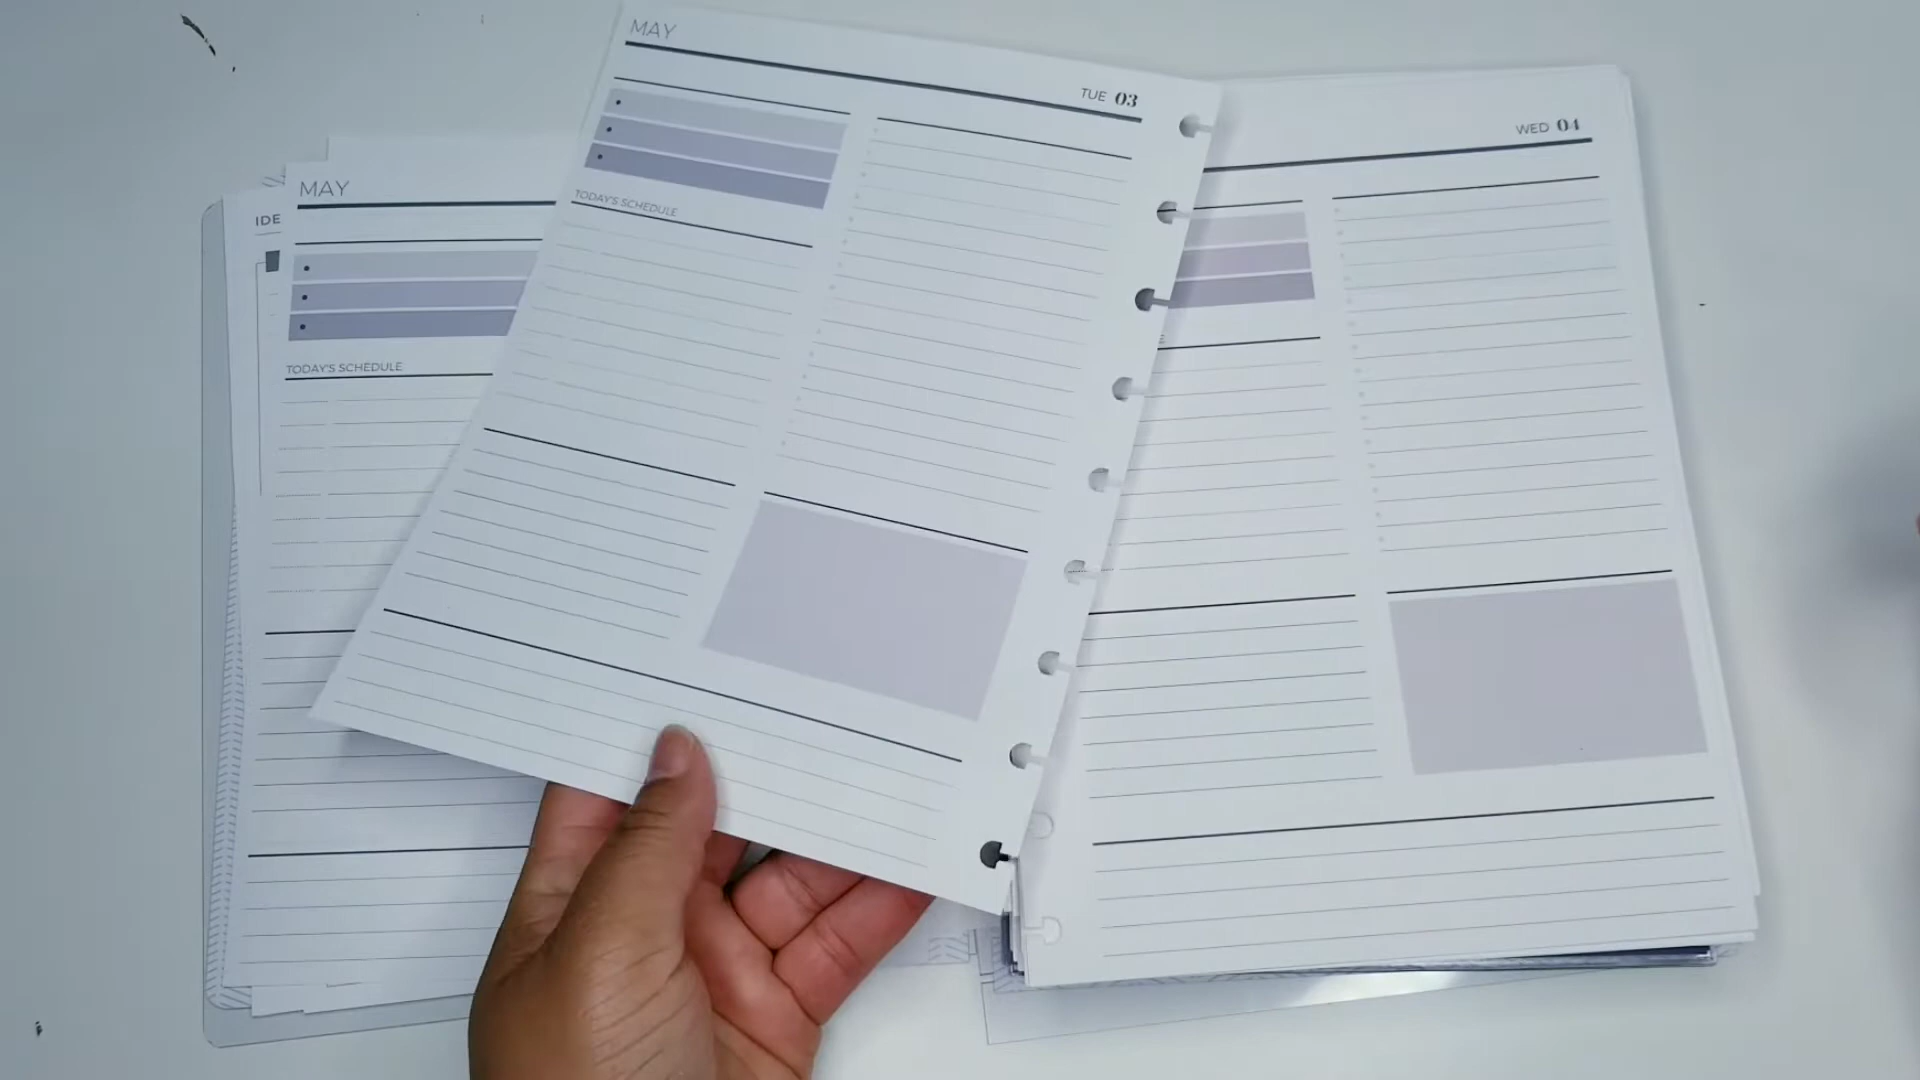 MAY
TUE 03
TODAY'S SCHEDULE
WED 04
IDE
MAY
TODAY'S SCHEDULE
E